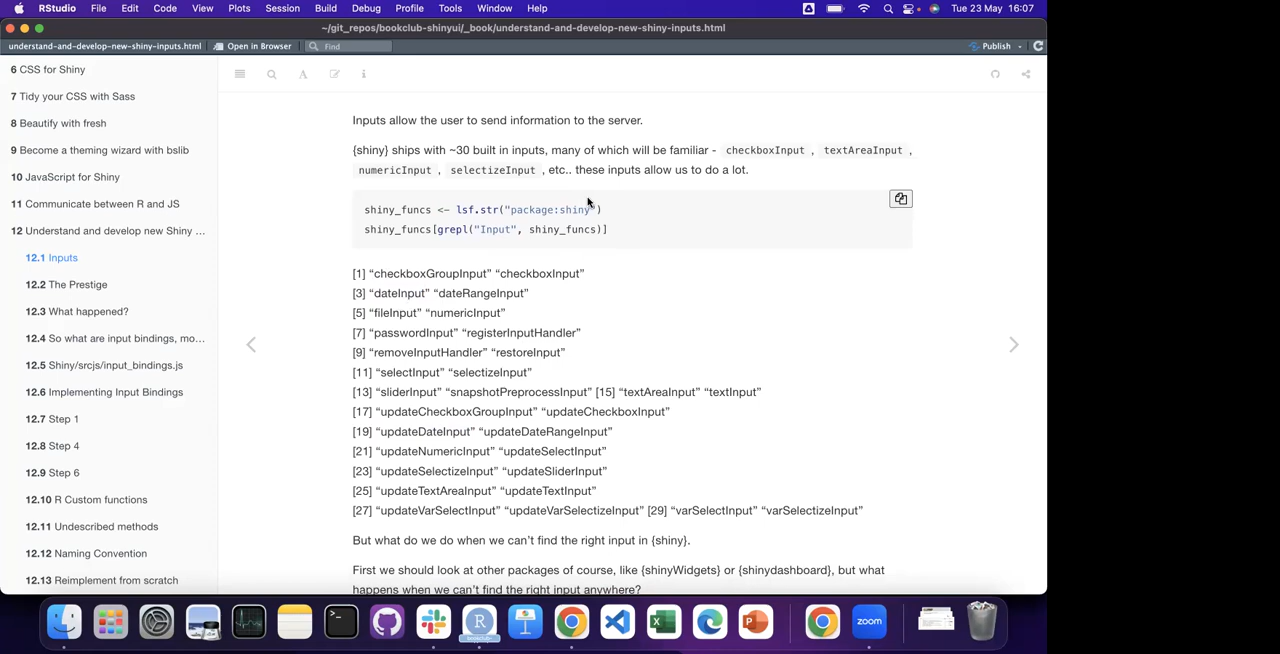 RStudio File Edit Code View Plots Session Build Debug Profile Tools Window Help Tue 23 May 16:07
~/git_repos/bookclub-shinyui/_book/understand-and-develop-new-shiny-inputs.html
understand-and-develop-new-shiny-inputs.html Open in Browser Find Publish
6 CSS for Shiny
7 Tidy your CSS with Sass
8 Beautify with fresh
9 Become a theming wizard with bslib
10 JavaScript for Shiny
11 Communicate between R and JS
12 Understand and develop new Shiny ...
12.1 Inputs
12.2 The Prestige
12.3 What happened?
12.4 So what are input bindings, mo...
12.5 Shiny/srcjs/input_bindings.js
12.6 Implementing Input Bindings
12.7 Step 1
12.8 Step 4
12.9 Step 6
12.10 R Custom functions
12.11 Undescribed methods
12.12 Naming Convention
12.13 Reimplement from scratch
Inputs allow the user to send information to the server.
{shiny} ships with ~30 built in inputs, many of which will be familiar - checkboxInput , textAreaInput ,
numericInput , selectizeInput , etc.. these inputs allow us to do a lot.
shiny_funcs <- lsf.str("package:shiny")
shiny_funcs[grepl("Input", shiny_funcs)]
[1] “checkboxGroupInput” “checkboxInput”
[3] “dateInput” “dateRangeInput”
[5] “fileInput” “numericInput”
[7] “passwordInput” “registerInputHandler”
[9] “removeInputHandler” “restoreInput”
[11] “selectInput” “selectizeInput”
[13] “sliderInput” “snapshotPreprocessInput” [15] “textAreaInput” “textInput”
[17] “updateCheckboxGroupInput” “updateCheckboxInput”
[19] “updateDateInput” “updateDateRangeInput”
[21] “updateNumericInput” “updateSelectInput”
[23] “updateSelectizeInput” “updateSliderInput”
[25] “updateTextAreaInput” “updateTextInput”
[27] “updateVarSelectInput” “updateVarSelectizeInput” [29] “varSelectInput” “varSelectizeInput”
But what do we do when we can’t find the right input in {shiny}.
First we should look at other packages of course, like {shinyWidgets} or {shinydashboard}, but what
happens when we can’t find the right input anywhere?
zoom